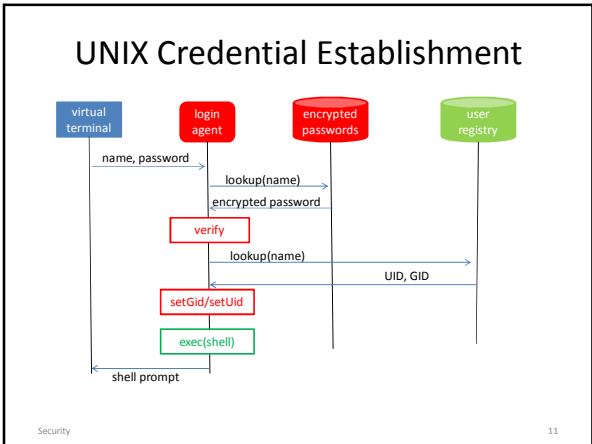 UNIX Credential Establishment
virtual
terminal
login
agent
encrypted
passwords
user
registry
name, password
lookup(name)
encrypted password
verify
lookup(name)
UID, GID
setGid/setUid
exec(shell)
shell prompt
Security
11